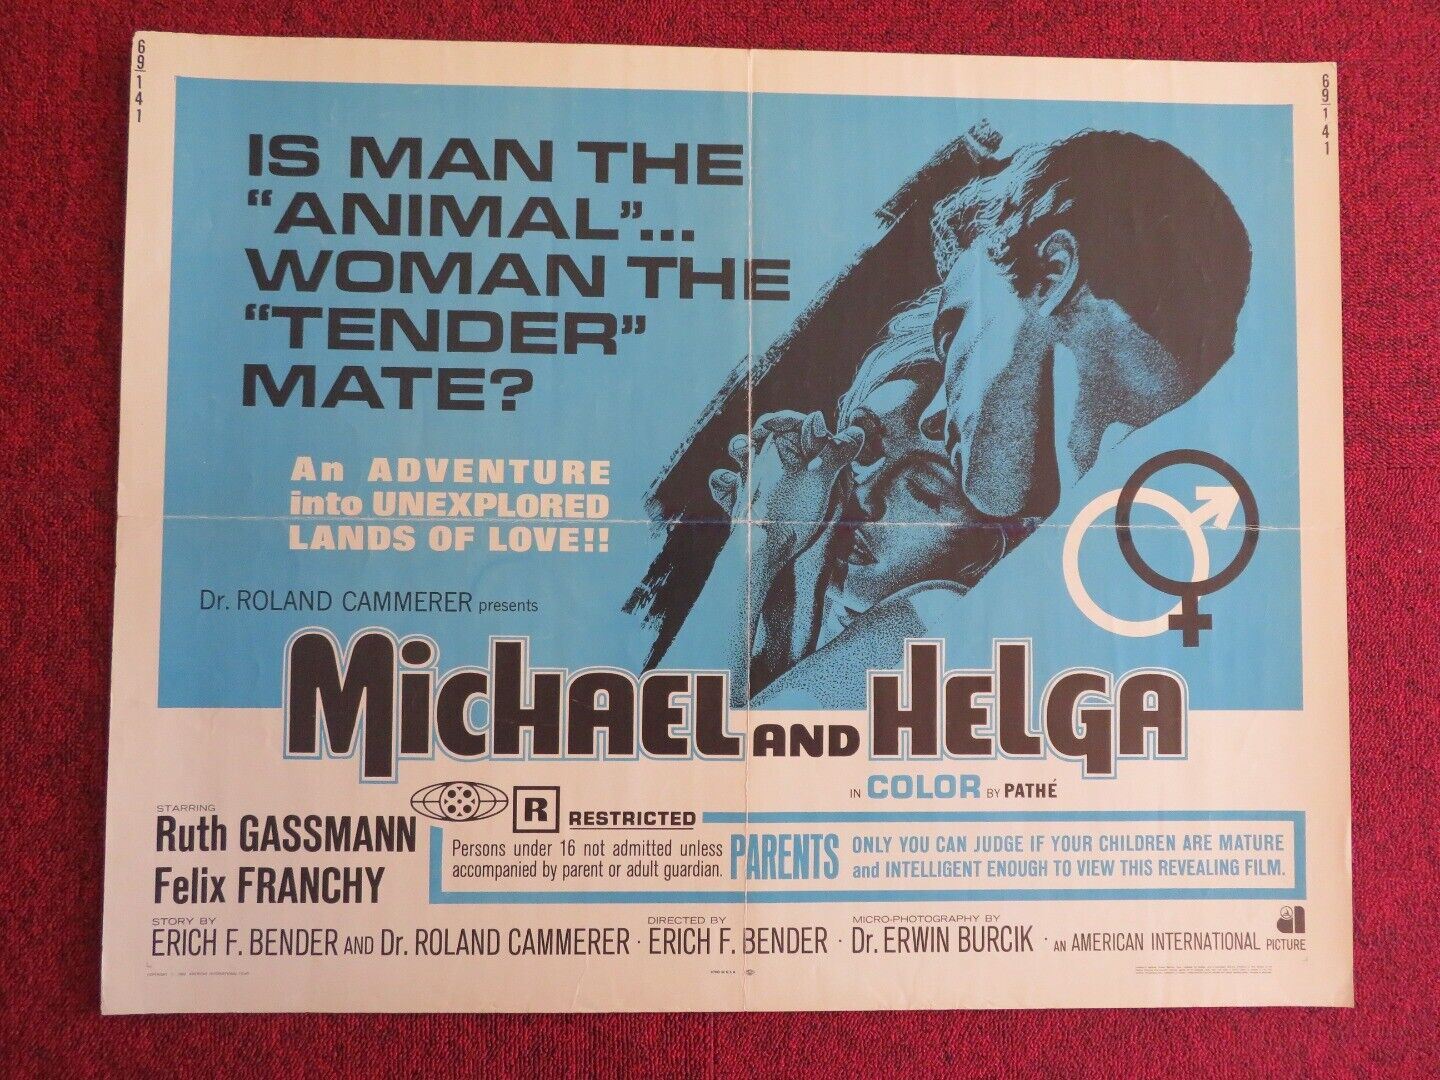 69/141
69/141
IS MAN THE
"ANIMAL"...
WOMAN THE
"TENDER"
MATE?
An ADVENTURE
into UNEXPLORED
LANDS OF LOVE!!
Dr. ROLAND CAMMERER presents
MICHAEL AND HELGA
IN COLOR BY PATHÉ
STARRING
Ruth GASSMANN
Felix FRANCHY
R RESTRICTED
Persons under 16 not admitted unless
accompanied by parent or adult guardian.
PARENTS
ONLY YOU CAN JUDGE IF YOUR CHILDREN ARE MATURE
and INTELLIGENT ENOUGH TO VIEW THIS REVEALING FILM.
STORY BY
ERICH F. BENDER AND Dr. ROLAND CAMMERER ·
DIRECTED BY
ERICH F. BENDER ·
MICRO-PHOTOGRAPHY BY
Dr. ERWIN BURCIK ·
AN AMERICAN INTERNATIONAL PICTURE